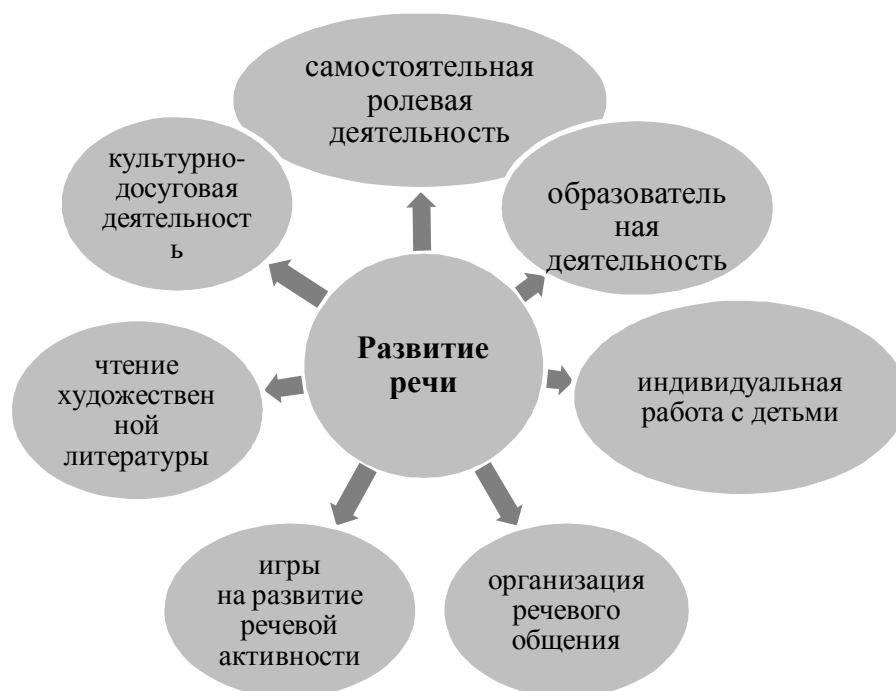 самостоятельная
ролевая
деятельность
культурно-
досуговая
деятельност
ь
образователь
ная
деятельность
Развитие
речи
чтение
художествен
ной
литературы
индивидуальная
работа с детьми
игры
на развитие
речевой
активности
организация
речевого
общения